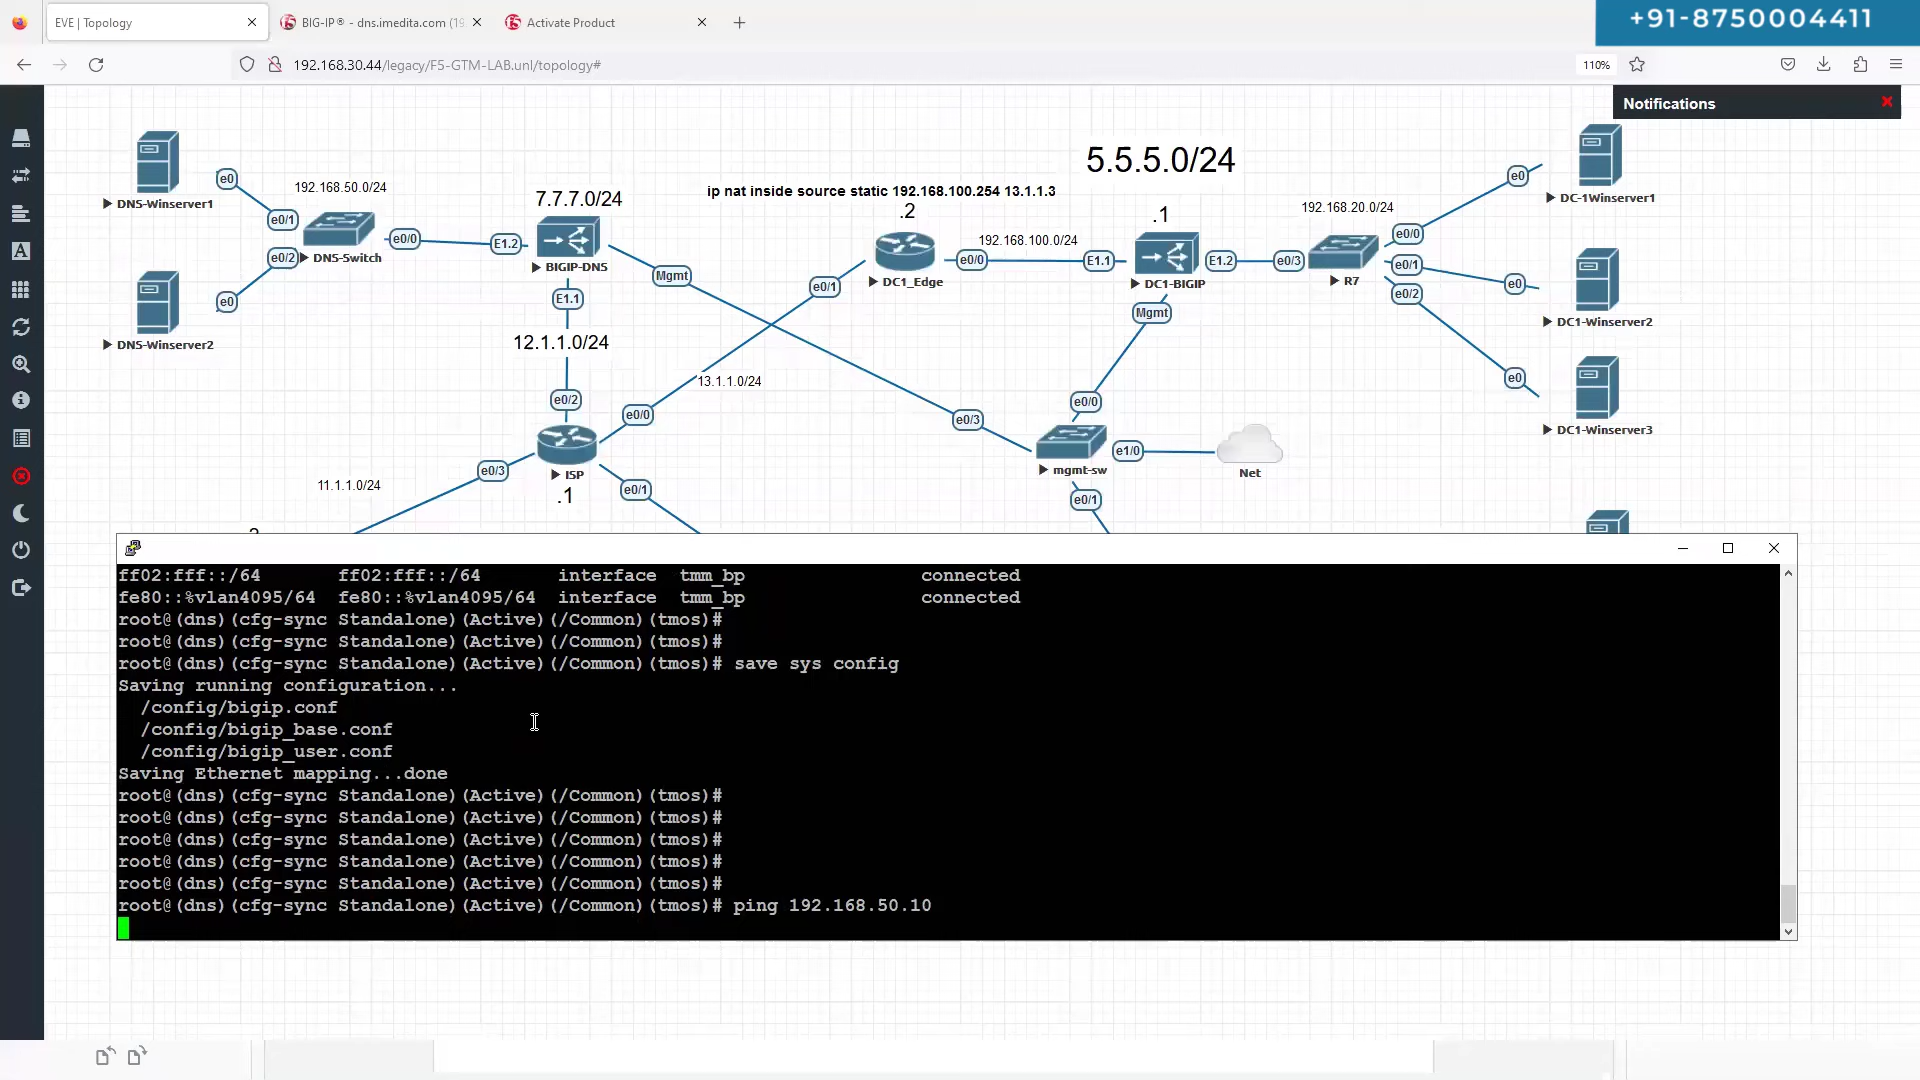 EVE | Topology
BIG-IP® - dns.imedita.com (19
Activate Product
+91-8750004411
192.168.30.44/legacy/F5-GTM-LAB.unl/topology#
110%
Notifications
5.5.5.0/24
192.168.50.0/24
7.7.7.0/24
ip nat inside source static 192.168.100.254 13.1.1.3
.2
.1
192.168.20.0/24
e0
DNS-Winserver1
e0/1
e0/0
E1.2
DNS-Switch
e0/2
BIGIP-DNS
Mgmt
E1.1
192.168.100.0/24
e0/0
E1.1
DC1_Edge
e0/1
E1.2
e0/3
DC1-BIGIP
Mgmt
R7
e0/0
e0/1
e0/2
e0
DC-1Winserver1
e0
DC1-Winserver2
e0
DC1-Winserver3
e0
DNS-Winserver2
12.1.1.0/24
13.1.1.0/24
e0/2
e0/0
e0/3
e0/0
ISP
.1
e0/3
e0/1
11.1.1.0/24
mgmt-sw
e1/0
Net
e0/1
ff02:fff::/64 ff02:fff::/64 interface tmm_bp connected
fe80::%vlan4095/64 fe80::%vlan4095/64 interface tmm_bp connected
root@(dns)(cfg-sync Standalone)(Active)(/Common)(tmos)#
root@(dns)(cfg-sync Standalone)(Active)(/Common)(tmos)#
root@(dns)(cfg-sync Standalone)(Active)(/Common)(tmos)# save sys config
Saving running configuration...
/config/bigip.conf
/config/bigip_base.conf
/config/bigip_user.conf
Saving Ethernet mapping...done
root@(dns)(cfg-sync Standalone)(Active)(/Common)(tmos)#
root@(dns)(cfg-sync Standalone)(Active)(/Common)(tmos)#
root@(dns)(cfg-sync Standalone)(Active)(/Common)(tmos)#
root@(dns)(cfg-sync Standalone)(Active)(/Common)(tmos)#
root@(dns)(cfg-sync Standalone)(Active)(/Common)(tmos)#
root@(dns)(cfg-sync Standalone)(Active)(/Common)(tmos)# ping 192.168.50.10